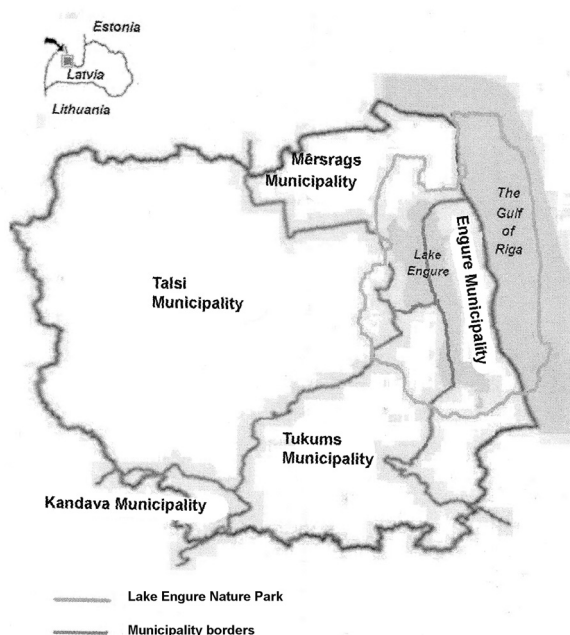 Estonia
Latvia
Lithuania
Mērsrags
Municipality
The
Gulf
of
Riga
Lake
Engure
Engure Municipality
Talsi
Municipality
Tukums
Municipality
Kandava Municipality
Lake Engure Nature Park
Municipality borders